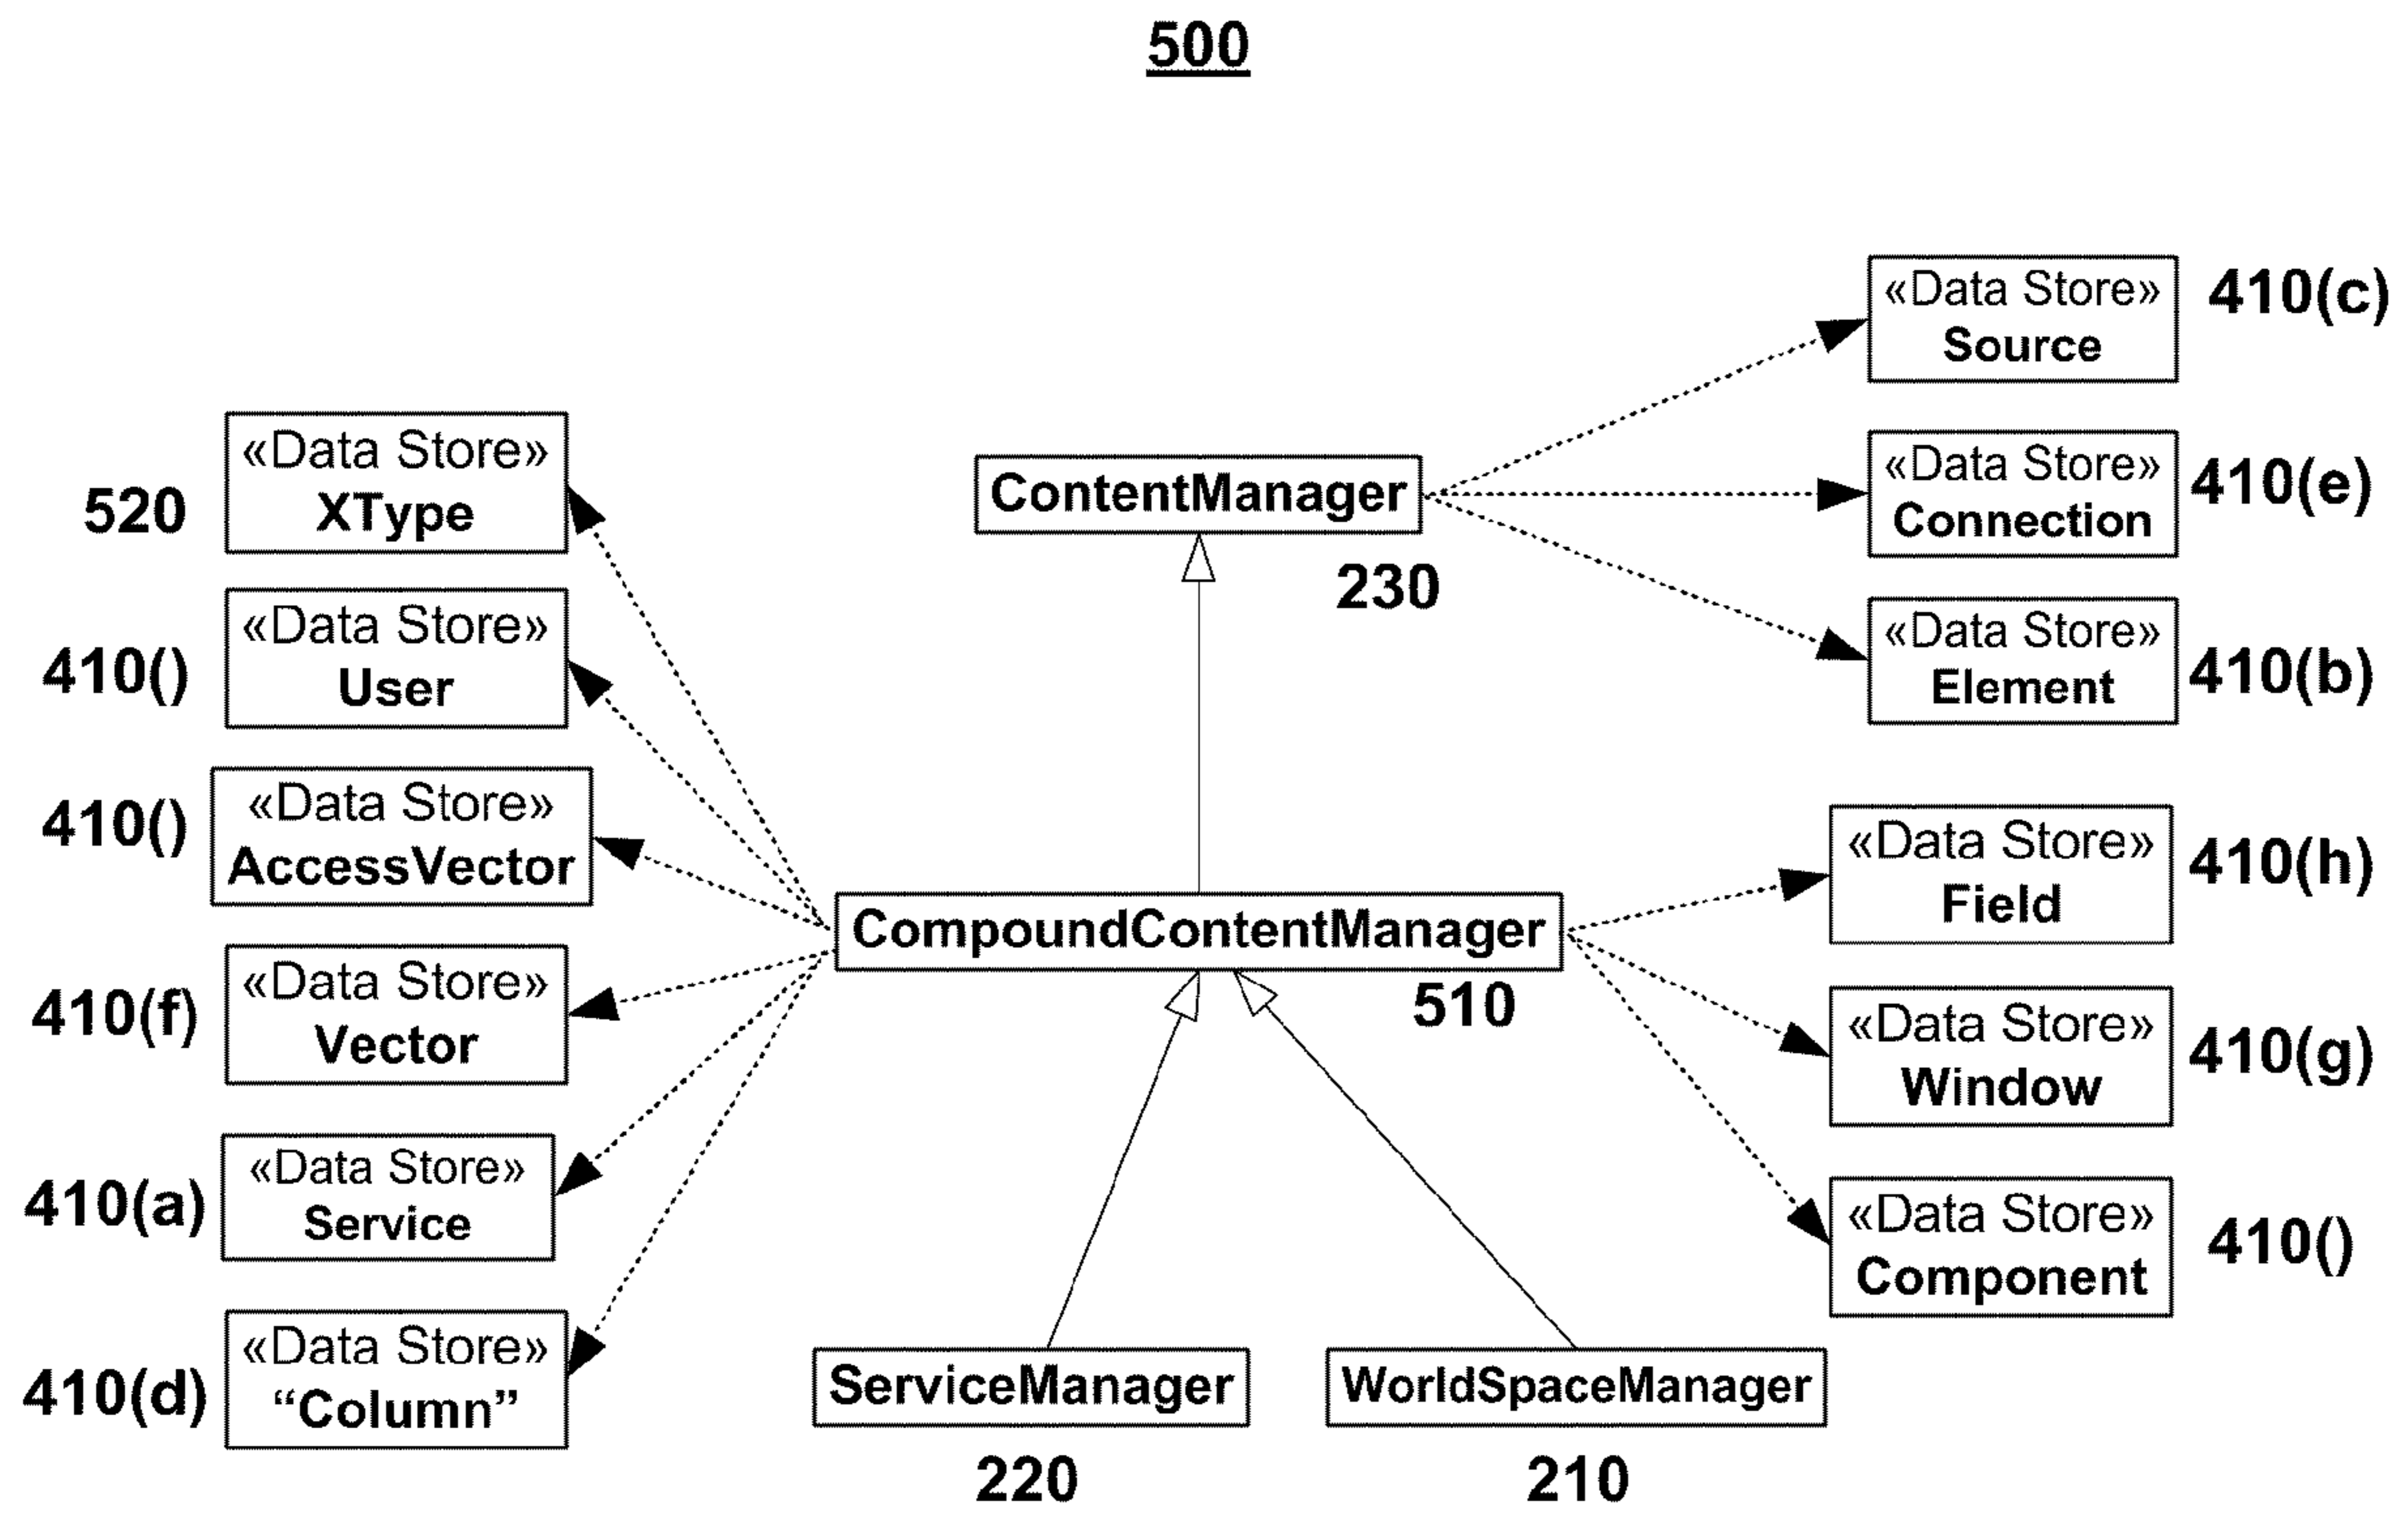 500
«Data Store»
Source
410(c)
«Data Store»
XType
520
ContentManager
230
«Data Store»
Connection
410(e)
«Data Store»
User
410()
«Data Store»
Element
410(b)
«Data Store»
AccessVector
410()
«Data Store»
Field
410(h)
CompoundContentManager
510
«Data Store»
Vector
410(f)
«Data Store»
Window
410(g)
«Data Store»
Service
410(a)
«Data Store»
Component
410()
«Data Store»
“Column”
410(d)
ServiceManager
220
WorldSpaceManager
210